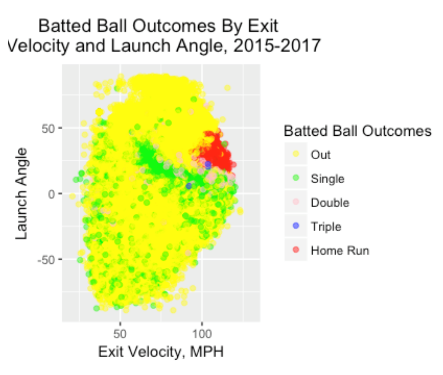 Batted Ball Outcomes By Exit
Velocity and Launch Angle, 2015-2017
Launch Angle
50
0
-50
50
100
Exit Velocity, MPH
Batted Ball Outcomes
Out
Single
Double
Triple
Home Run